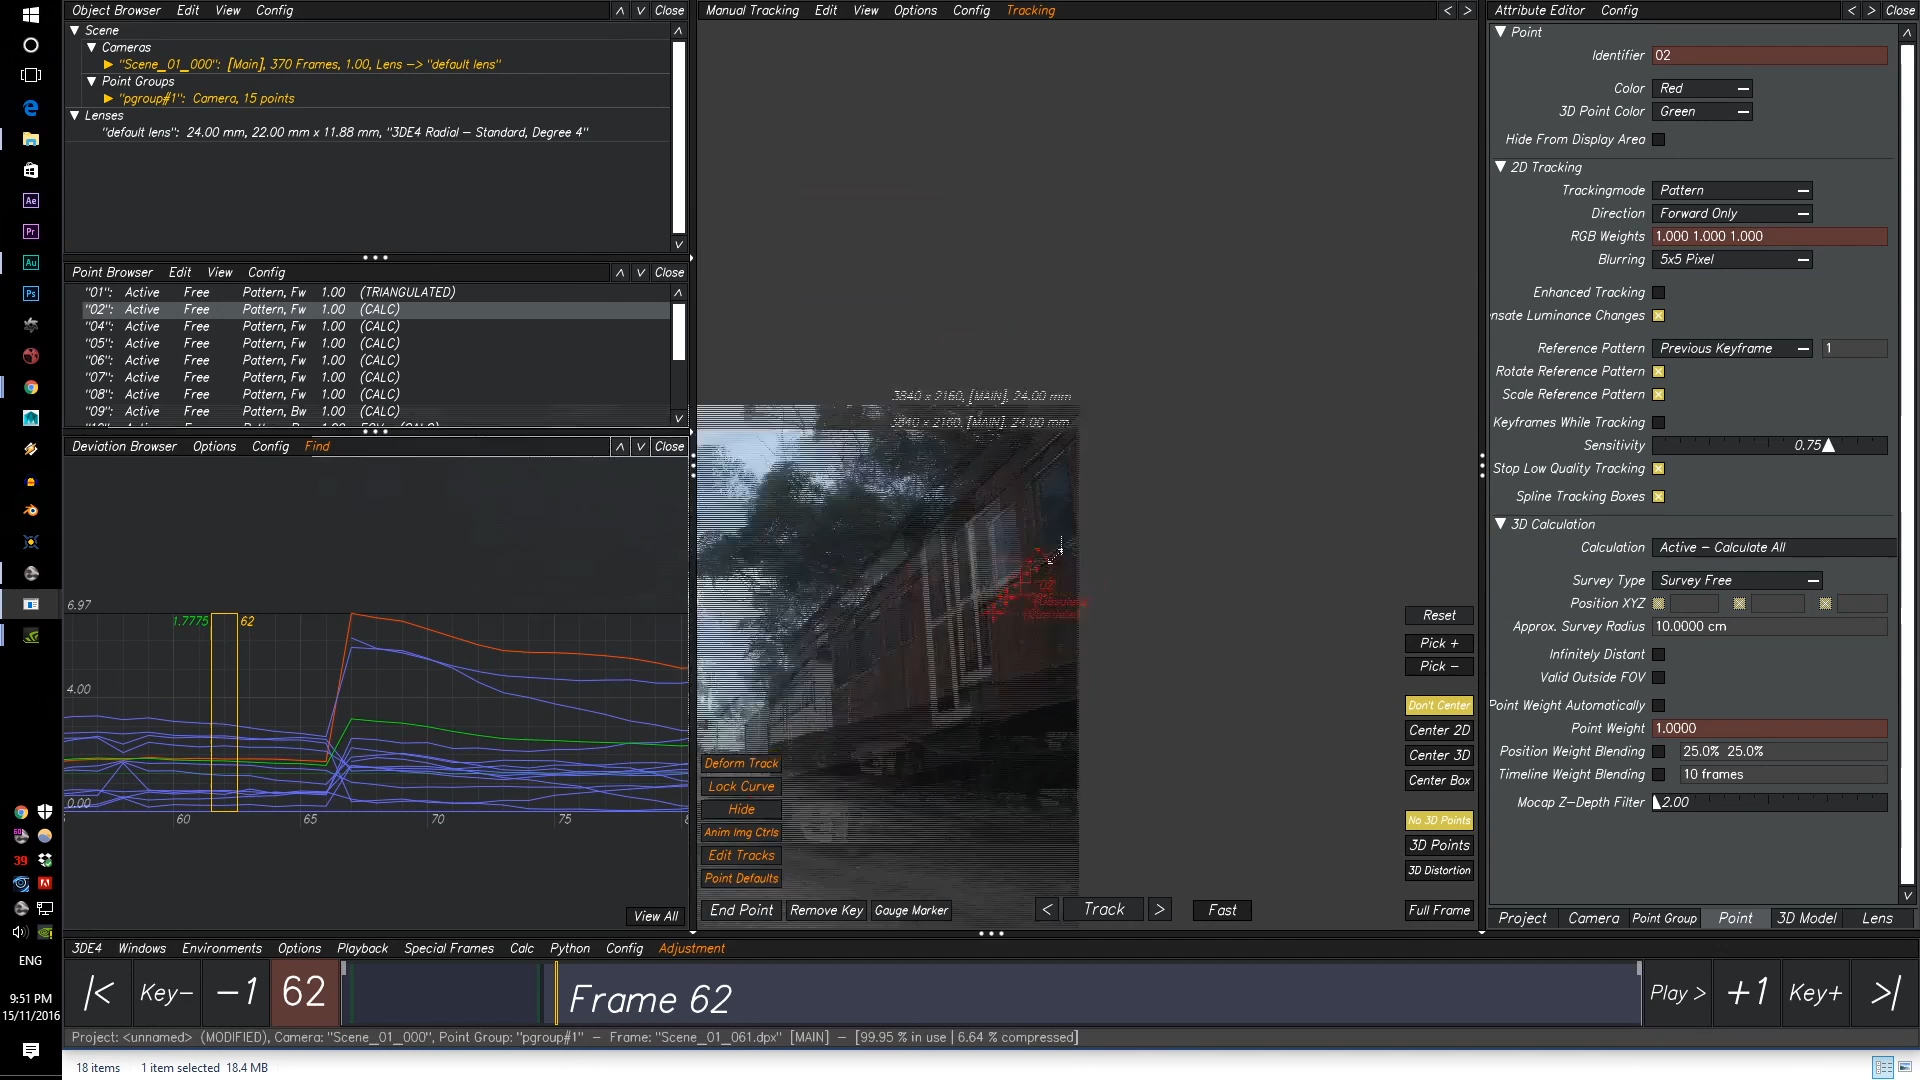 Object Browser Edit View Config Close
Scene
Cameras
"Scene_01_000": [Main], 370 Frames, 1.00, Lens -> "default lens"
Point Groups
"pgroup#1": Camera, 15 points
Lenses
"default lens": 24.00 mm, 22.00 mm x 11.88 mm, "3DE4 Radial - Standard, Degree 4"
Point Browser Edit View Config Close
"01": Active Free Pattern, Fw 1.00 (TRIANGULATED)
"02": Active Free Pattern, Fw 1.00 (CALC)
"04": Active Free Pattern, Fw 1.00 (CALC)
"05": Active Free Pattern, Fw 1.00 (CALC)
"06": Active Free Pattern, Fw 1.00 (CALC)
"07": Active Free Pattern, Fw 1.00 (CALC)
"08": Active Free Pattern, Fw 1.00 (CALC)
"09": Active Free Pattern, Bw 1.00 (CALC)
Deviation Browser Options Config Find Close
6.97
1.7775 62
4.00
0.00
60 65 70 75
View All
Manual Tracking Edit View Options Config Tracking
3840 x 2160, [MAIN], 24.00 mm
3840 x 2160, [MAIN], 24.00 mm
Reset
Pick +
Pick -
Don't Center
Center 2D
Center 3D
Center Box
No 3D Points
3D Points
3D Distortion
Full Frame
Deform Track
Lock Curve
Hide
Anim Img Ctrls
Edit Tracks
Point Defaults
End Point Remove Key Gauge Marker < Track > Fast
Attribute Editor Config < > Close
Point
Identifier 02
Color Red
3D Point Color Green
Hide From Display Area
2D Tracking
Trackingmode Pattern
Direction Forward Only
RGB Weights 1.000 1.000 1.000
Blurring 5x5 Pixel
Enhanced Tracking
nsate Luminance Changes
Reference Pattern Previous Keyframe 1
Rotate Reference Pattern
Scale Reference Pattern
Keyframes While Tracking
Sensitivity 0.75
Stop Low Quality Tracking
Spline Tracking Boxes
3D Calculation
Calculation Active - Calculate All
Survey Type Survey Free
Position XYZ
Approx. Survey Radius 10.0000 cm
Infinitely Distant
Valid Outside FOV
Point Weight Automatically
Point Weight 1.0000
Position Weight Blending 25.0% 25.0%
Timeline Weight Blending 10 frames
Mocap Z-Depth Filter 2.00
Project Camera Point Group Point 3D Model Lens
3DE4 Windows Environments Options Playback Special Frames Calc Python Config Adjustment
|< Key- -1 62 Frame 62 Play > +1 Key+ >|
Project: <unnamed> (MODIFIED), Camera: "Scene_01_000", Point Group: "pgroup#1" - Frame: "Scene_01_061.dpx" [MAIN] - [99.95 % in use | 6.64 % compressed]
18 items 1 item selected 18.4 MB
Ae
Pr
Au
Ps
39
ENG
9:51 PM
15/11/2016